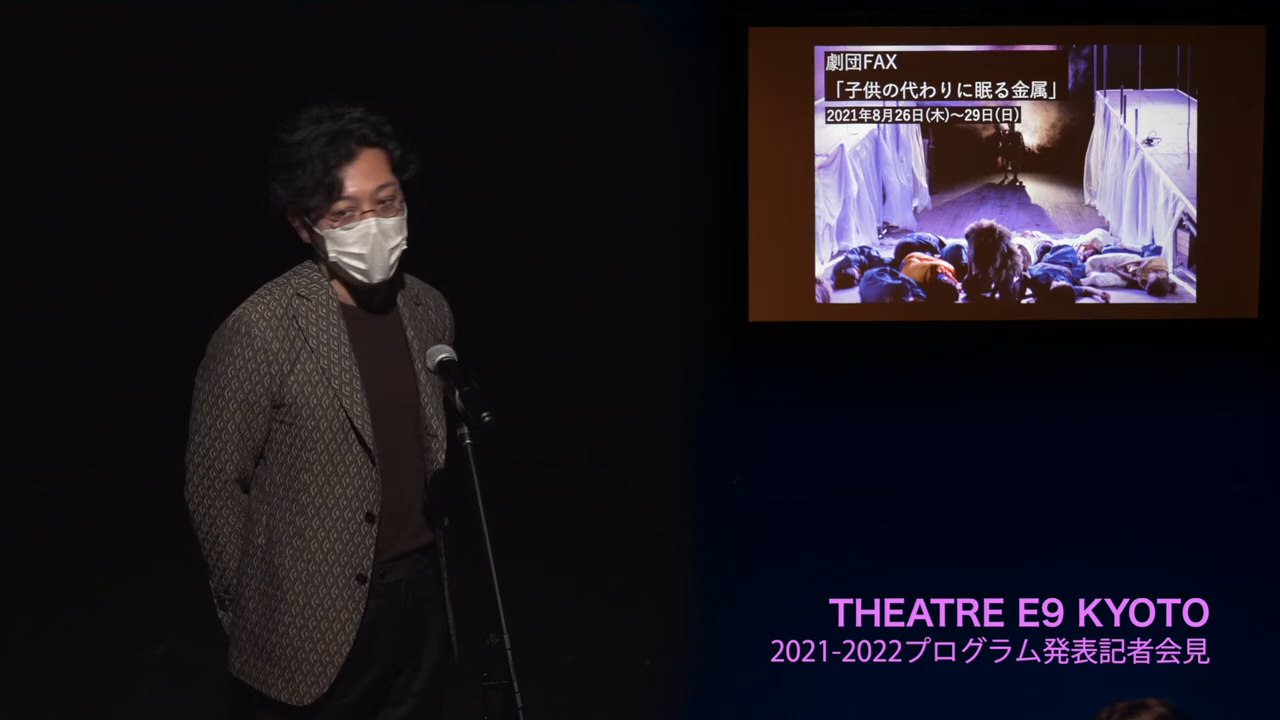 劇団FAX
「子供の代わりに眠る金属」
2021年8月26日(木)～29日(日)
THEATRE E9 KYOTO
2021-2022プログラム発表記者会見